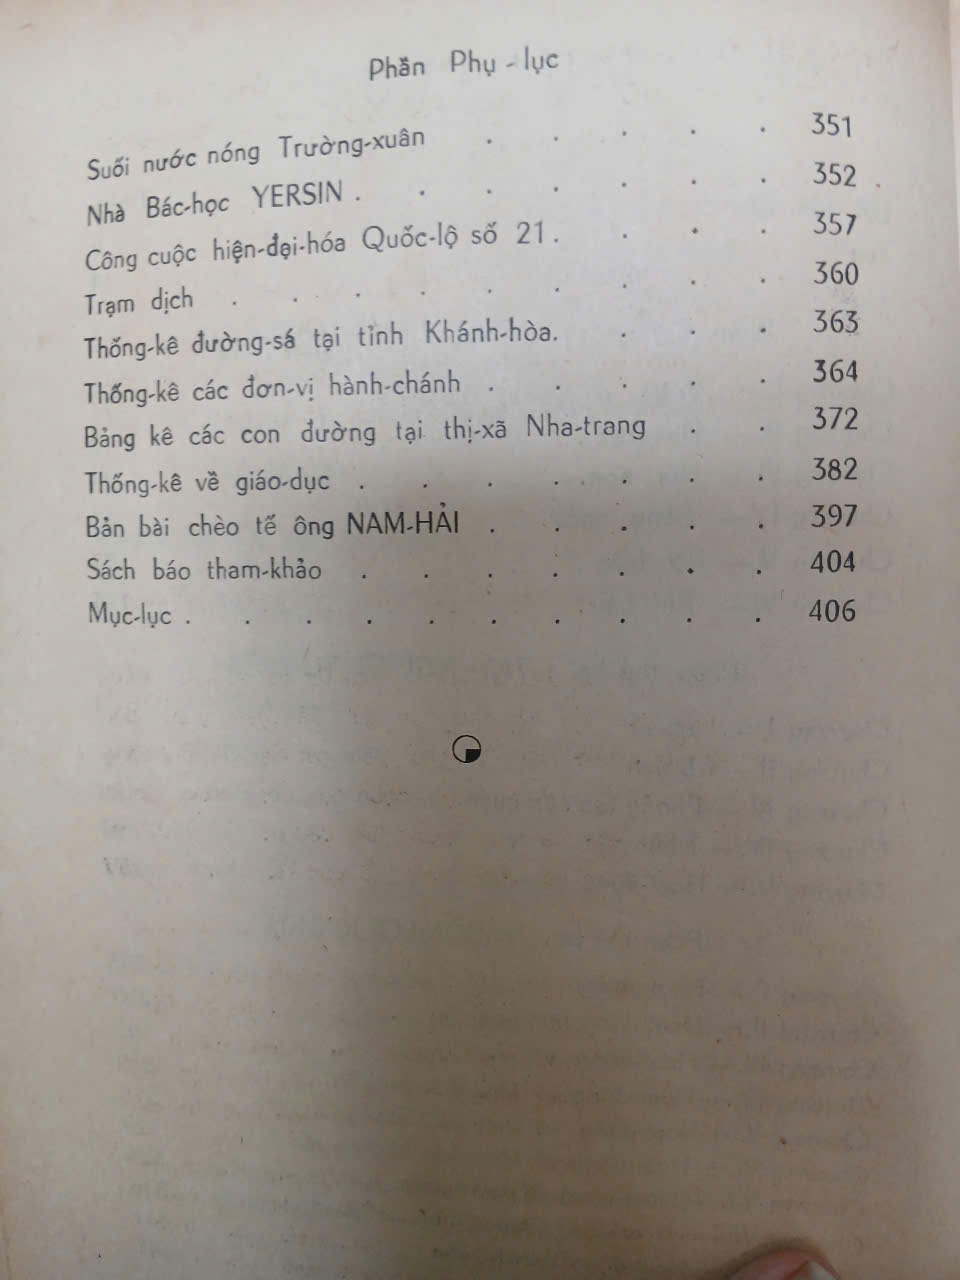 Phần Phụ-lục
Suối nước nóng Trường-xuân . . . . . 351
Nhà Bác-học YERSIN . . . . . . . 352
Công cuộc hiện-đại-hóa Quốc-lộ số 21 . . . . 357
Trạm dịch . . . . . . . . . 360
Thống-kê đường-sá tại tỉnh Khánh-hòa. . . . 363
Thống-kê các đơn-vị hành-chánh . . . . . 364
Bảng kê các con đường tại thị-xã Nha-trang . . 372
Thống-kê về giáo-dục . . . . . . . 382
Bản bài chèo tế ông NAM-HẢI . . . . . 397
Sách báo tham-khảo . . . . . . . 404
Mục-lục . . . . . . . . . . 406